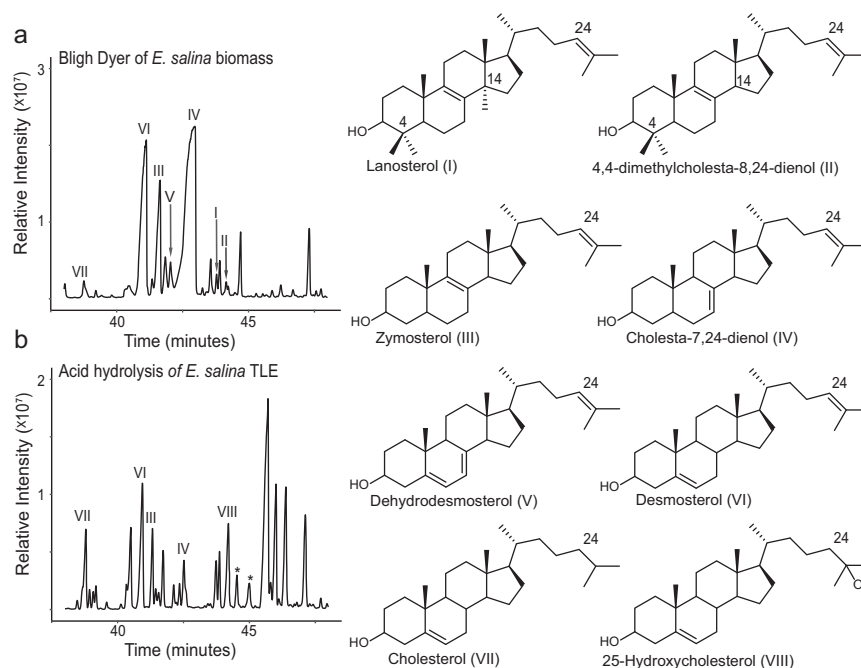 a
Bligh Dyer of E. salina biomass
Relative Intensity (×10⁷)
3
1
VI
III
V
IV
I
II
VII
40
45
Time (minutes)
b
Acid hydrolysis of E. salina TLE
Relative Intensity (×10⁷)
2
1
0
VII
VI
III
IV
VIII
*
*
40
45
Time (minutes)
24
14
4
HO
Lanosterol (I)
24
14
4
HO
4,4-dimethylcholesta-8,24-dienol (II)
24
HO
Zymosterol (III)
24
HO
Cholesta-7,24-dienol (IV)
24
HO
Dehydrodesmosterol (V)
24
HO
Desmosterol (VI)
24
HO
Cholesterol (VII)
24
HO
25-Hydroxycholesterol (VIII)